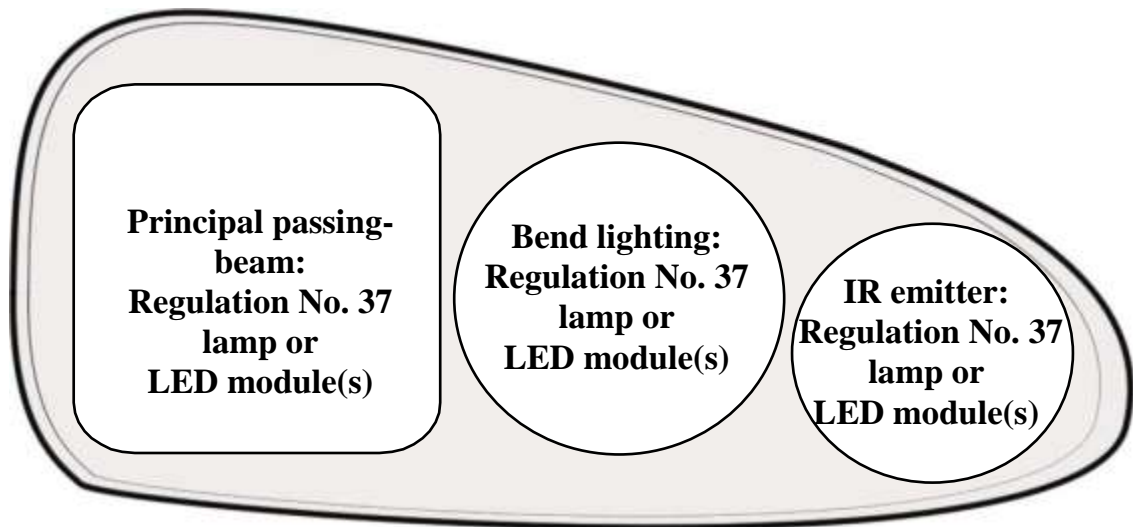 Principal passing-
beam:
Regulation No. 37
lamp or
LED module(s)
Bend lighting:
Regulation No. 37
lamp or
LED module(s)
IR emitter:
Regulation No. 37
lamp or
LED module(s)